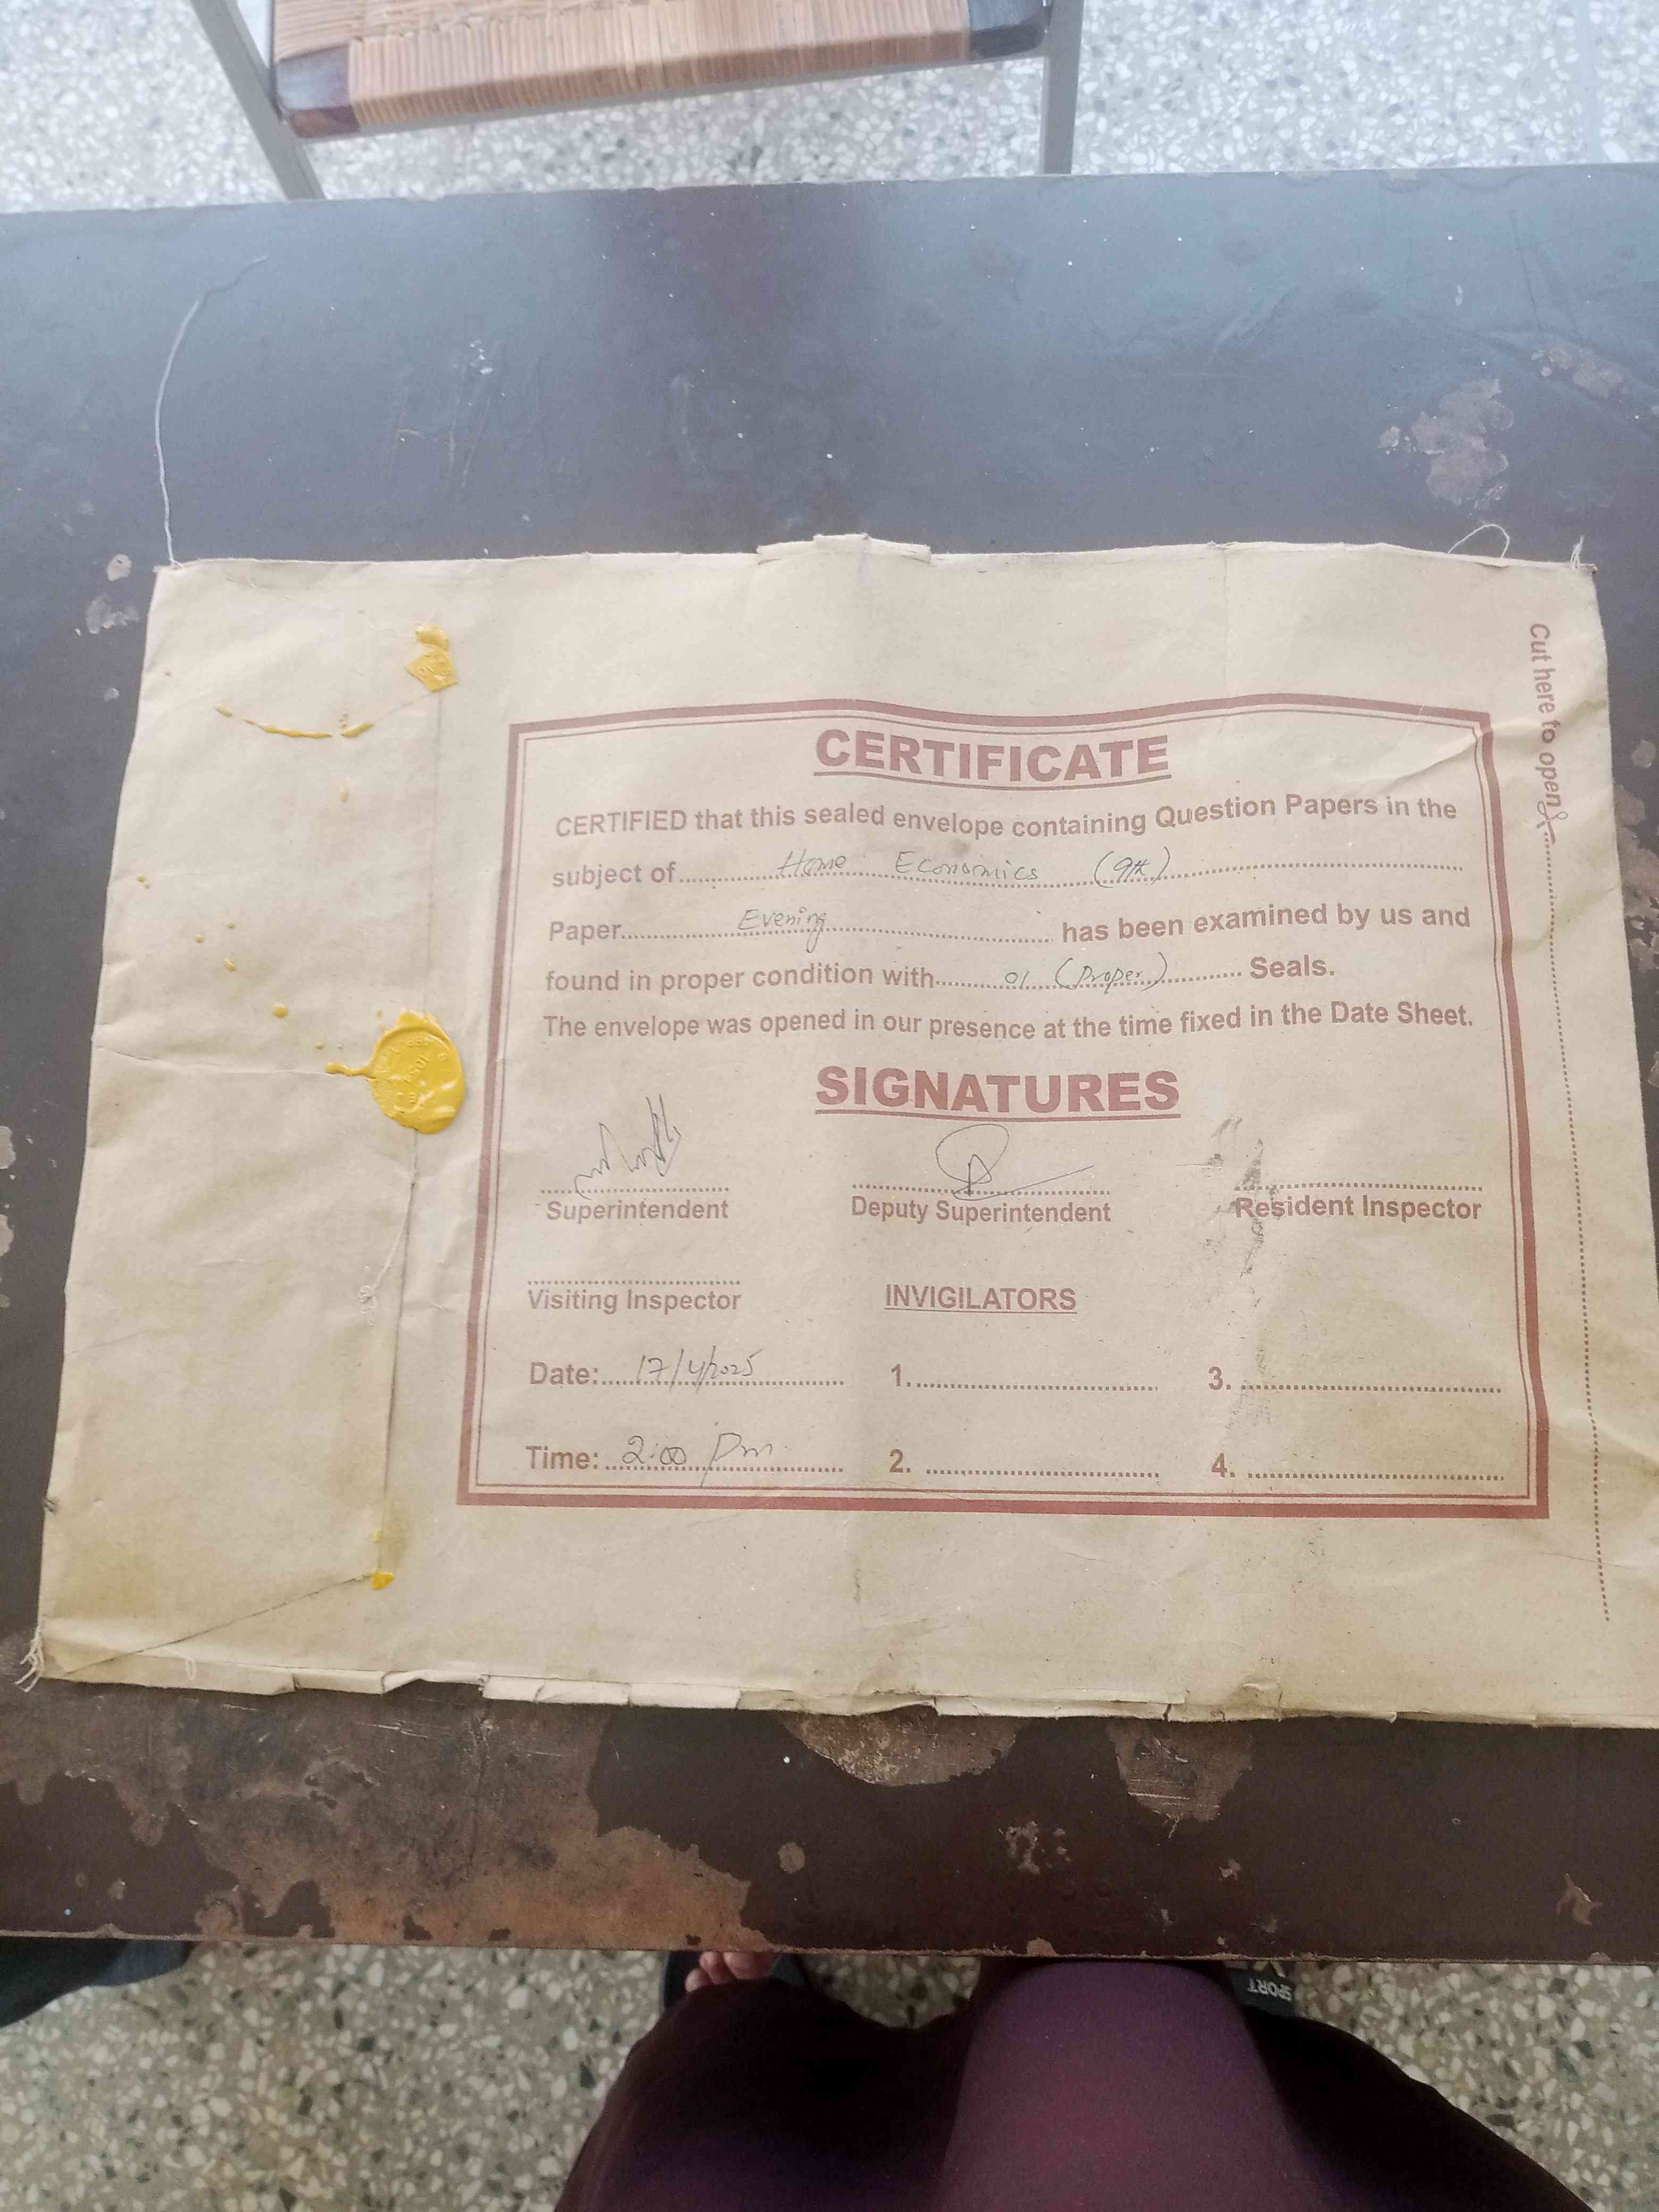 Cut here to open
CERTIFICATE
CERTIFIED that this sealed envelope containing Question Papers in the
subject of Home Economics (9th)
Paper Evening has been examined by us and
found in proper condition with 01 (Proper) Seals.
The envelope was opened in our presence at the time fixed in the Date Sheet.
SIGNATURES
Superintendent Deputy Superintendent Resident Inspector
Visiting Inspector INVIGILATORS
Date: 17/4/2025 1. 3.
Time: 2:00 Pm. 2. 4.
SPORT